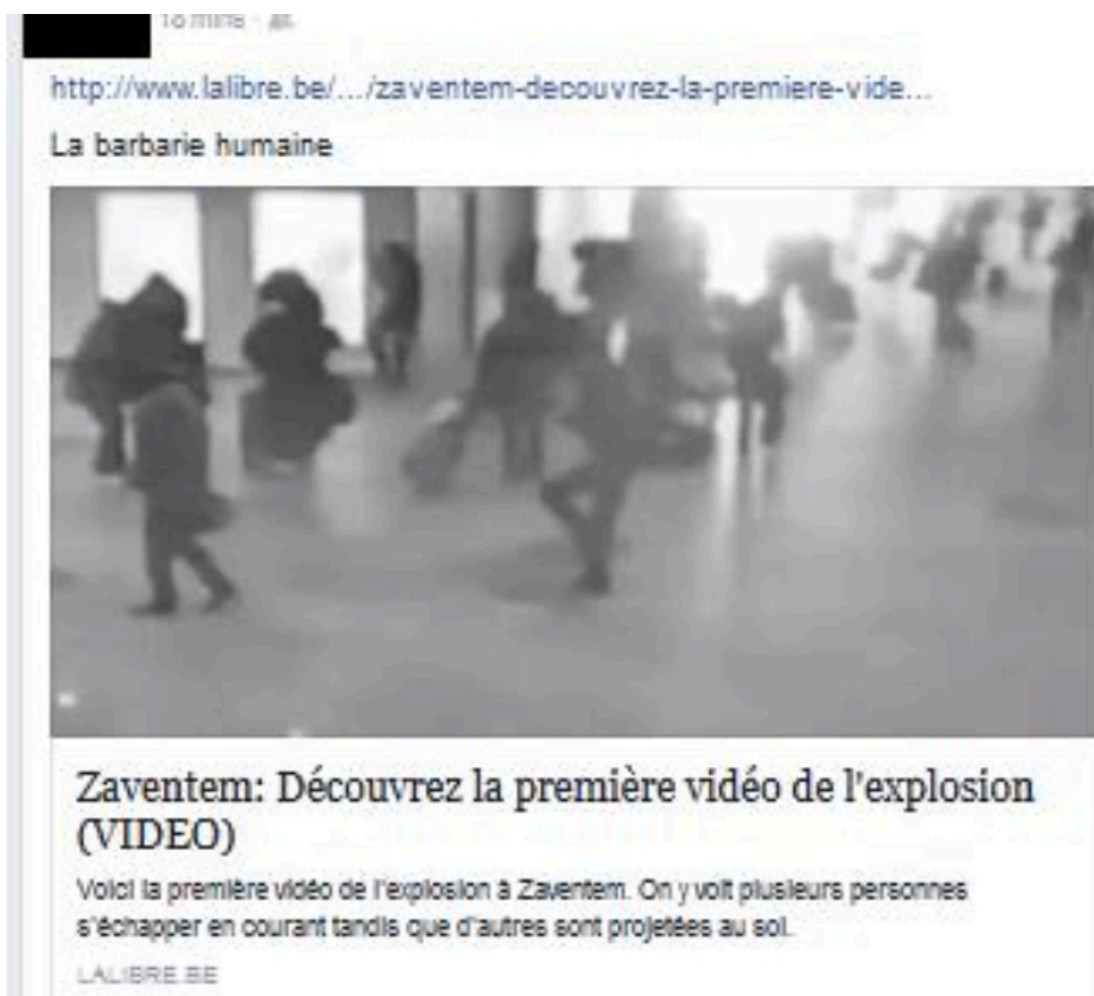 18 mins
http://www.lalibre.be/.../zaventem-decouvrez-la-premiere-vide...
La barbarie humaine
Zaventem: Découvrez la première vidéo de l'explosion
(VIDEO)
Voici la première vidéo de l'explosion à Zaventem. On y voit plusieurs personnes
s'échapper en courant tandis que d'autres sont projetées au sol.
LALIBRE.BE